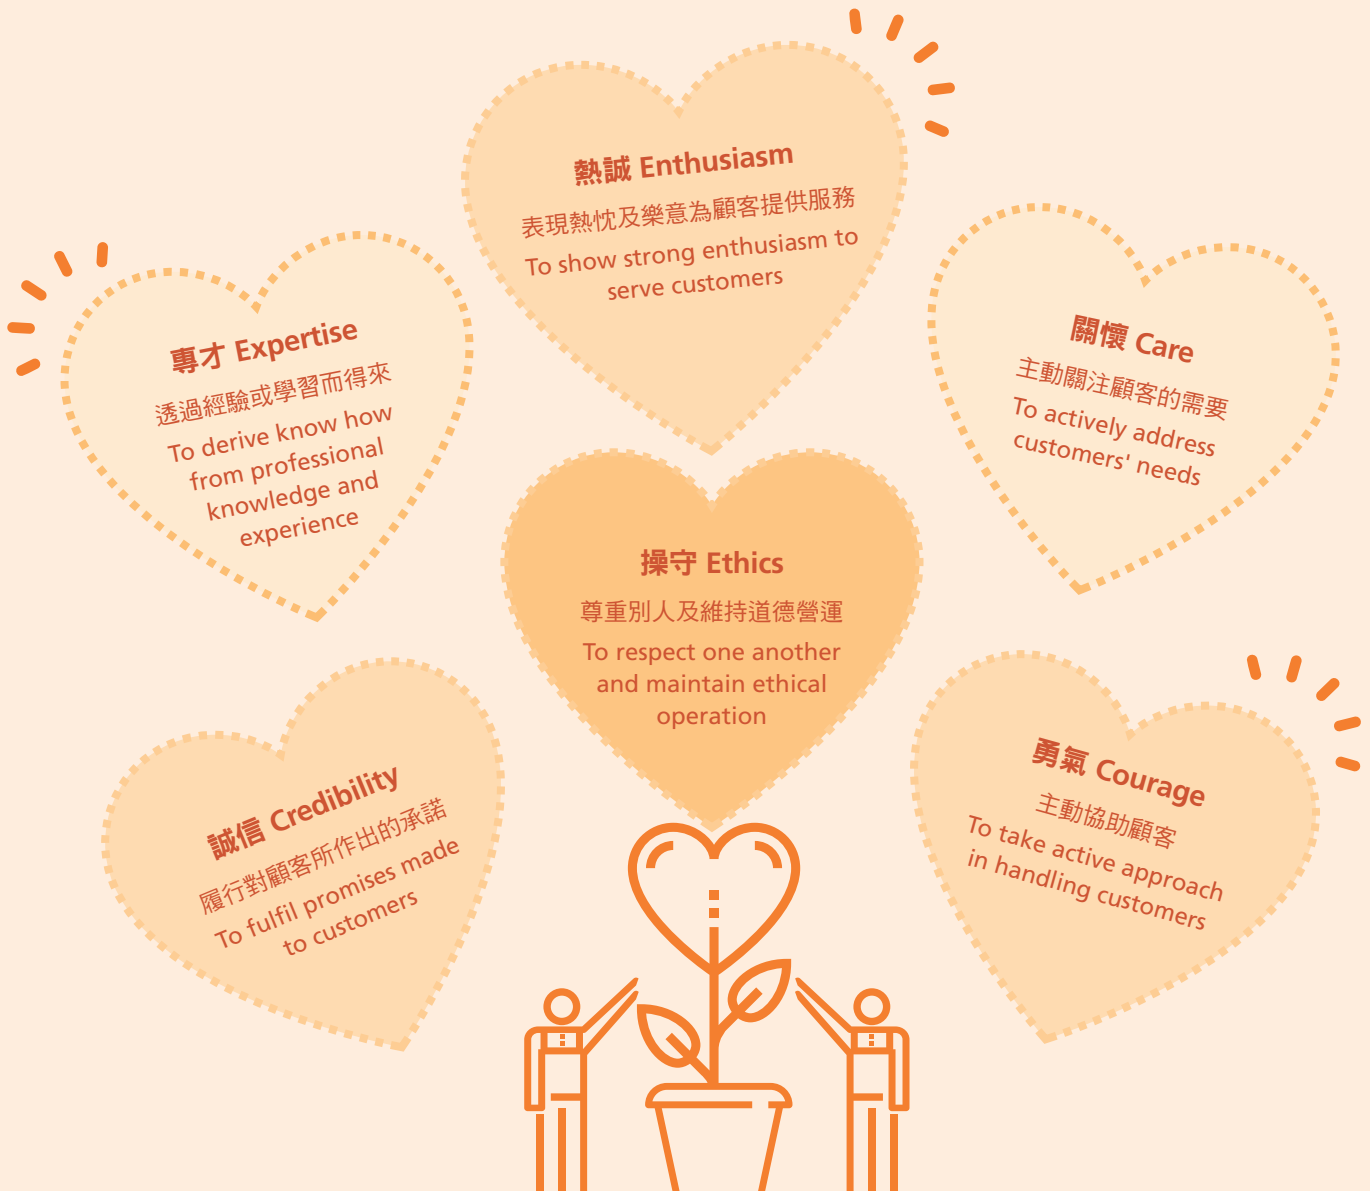 熱誠 Enthusiasm
表現熱忱及樂意為顧客提供服務
To show strong enthusiasm to
serve customers
專才 Expertise
透過經驗或學習而得來
To derive know how
from professional
knowledge and
experience
關懷 Care
主動關注顧客的需要
To actively address
customers' needs
操守 Ethics
尊重別人及維持道德營運
To respect one another
and maintain ethical
operation
誠信 Credibility
履行對顧客所作出的承諾
To fulfil promises made
to customers
勇氣 Courage
主動協助顧客
To take active approach
in handling customers